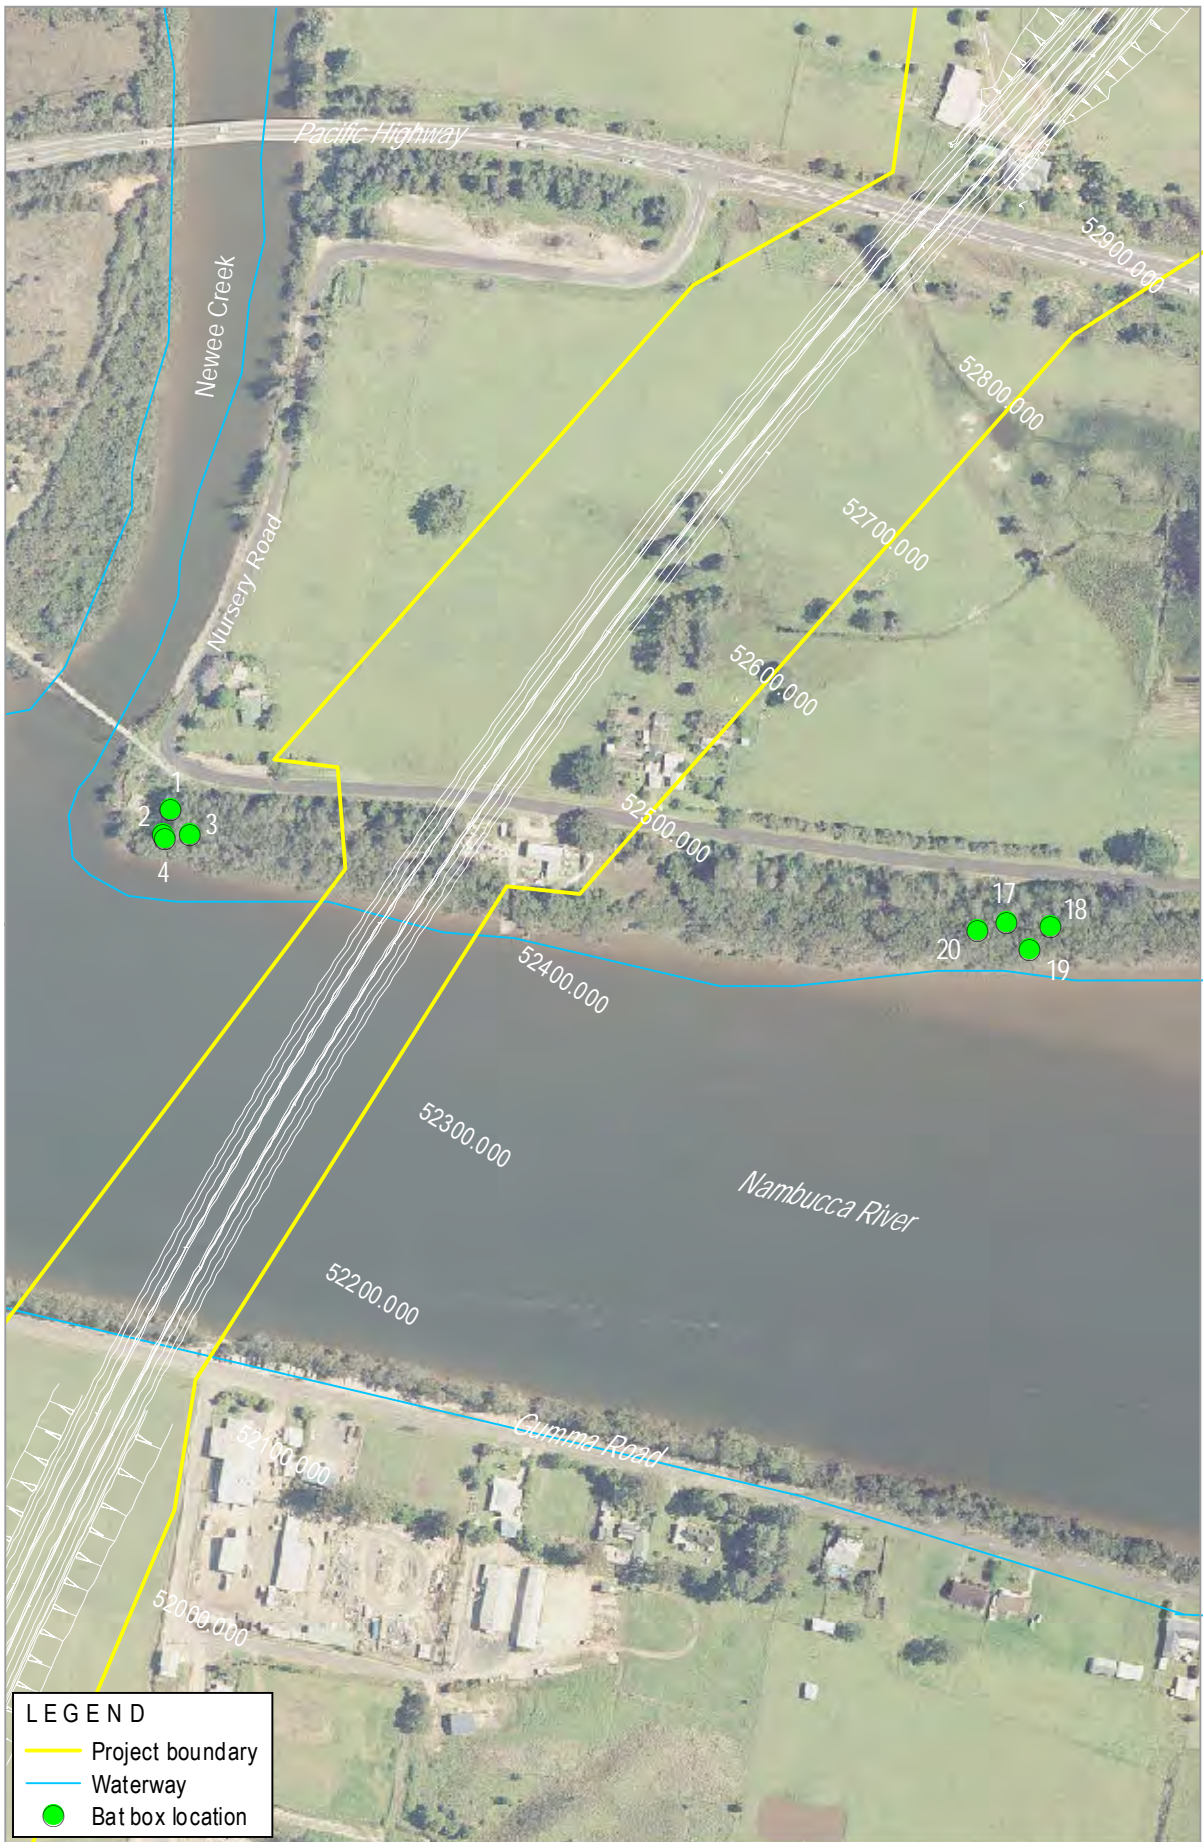 Pacific Highway
52900.000
Newee Creek
52800.000
52700.000
Nursery Road
52600.000
1
2
3
4
52500.000
17
18
20
19
52400.000
52300.000
Nambucca River
52200.000
Gumma Road
52100.000
52000.000
LEGEND
Project boundary
Waterway
Bat box location